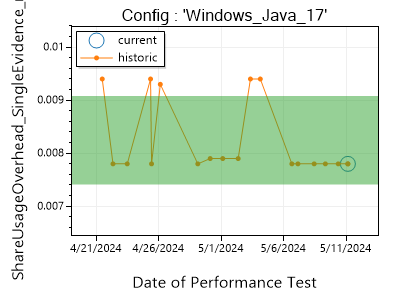 Config : 'Windows_Java_17'
current
historic
ShareUsageOverhead_SingleEvidence_
0.01
0.009
0.008
0.007
4/21/2024 4/26/2024 5/1/2024 5/6/2024 5/11/2024
Date of Performance Test